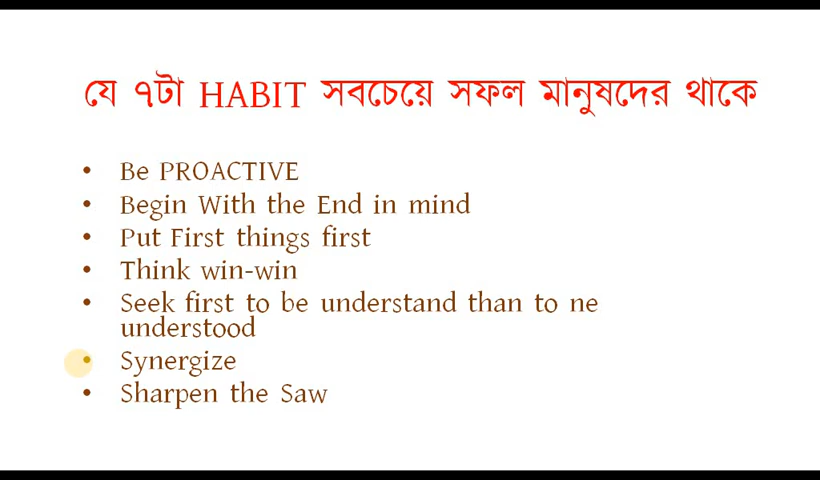 যে ৭টা HABIT সবচেয়ে সফল মানুষদের থাকে
• Be PROACTIVE
• Begin With the End in mind
• Put First things first
• Think win-win
• Seek first to be understand than to ne
understood
• Synergize
• Sharpen the Saw